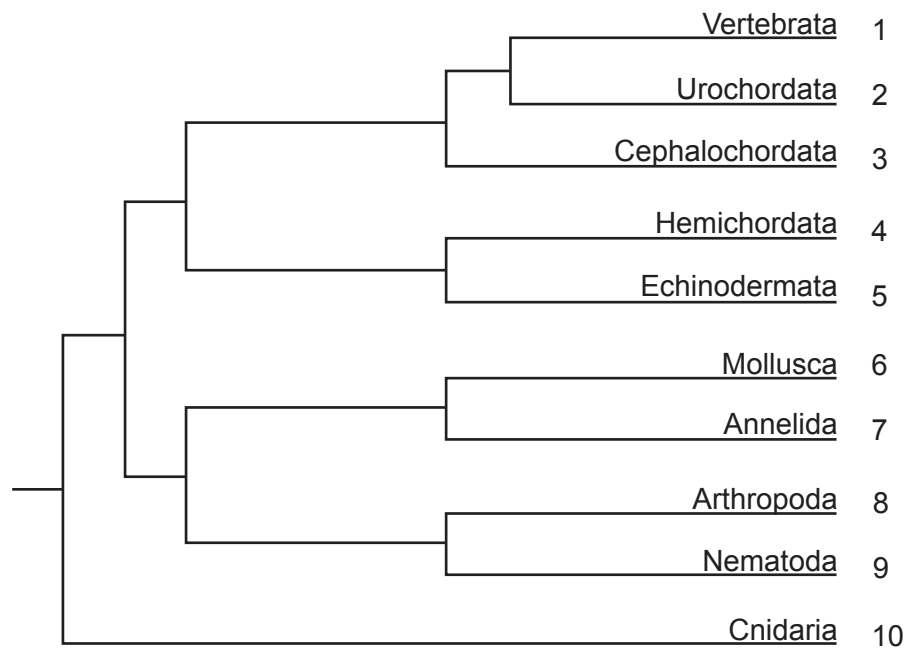 Vertebrata 1
Urochordata 2
Cephalochordata 3
Hemichordata 4
Echinodermata 5
Mollusca 6
Annelida 7
Arthropoda 8
Nematoda 9
Cnidaria 10